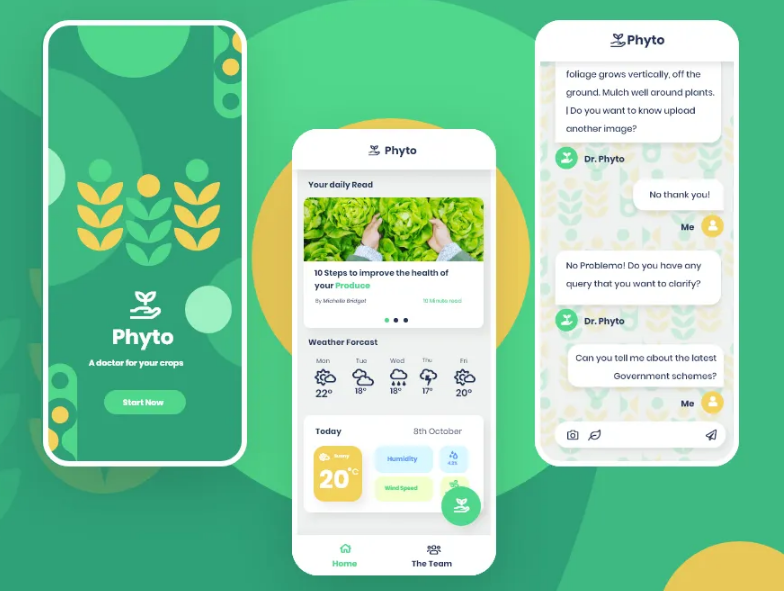 Phyto
A doctor for your crops
Start New
Phyto
Your daily Read
10 Steps to improve the health of
your Produce
By Michelle Bridget
10 Minute read
Weather Forcast
Mon Tue Wed Thu Fri
22° 18° 18° 17° 20°
Today 8th October
Sunny
20°C
Humidity
Wind Speed
Home The Team
Phyto
foliage grows vertically, off the
ground. Mulch well around plants.
| Do you want to know upload
another image?
Dr. Phyto
No thank you!
Me
No Problemo! Do you have any
query that you want to clarify?
Dr. Phyto
Can you tell me about the latest
Government schemes?
Me